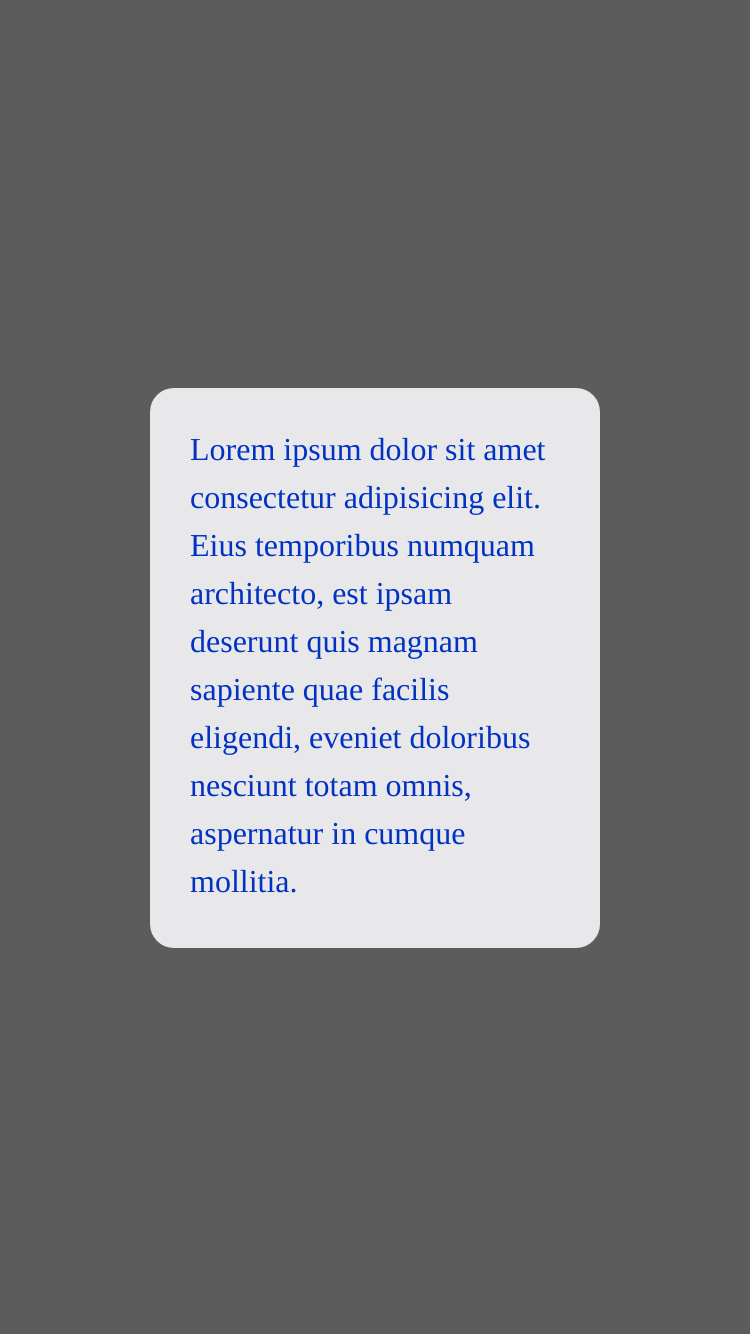 Lorem ipsum dolor sit amet
consectetur adipisicing elit.
Eius temporibus numquam
architecto, est ipsam
deserunt quis magnam
sapiente quae facilis
eligendi, eveniet doloribus
nesciunt totam omnis,
aspernatur in cumque
mollitia.